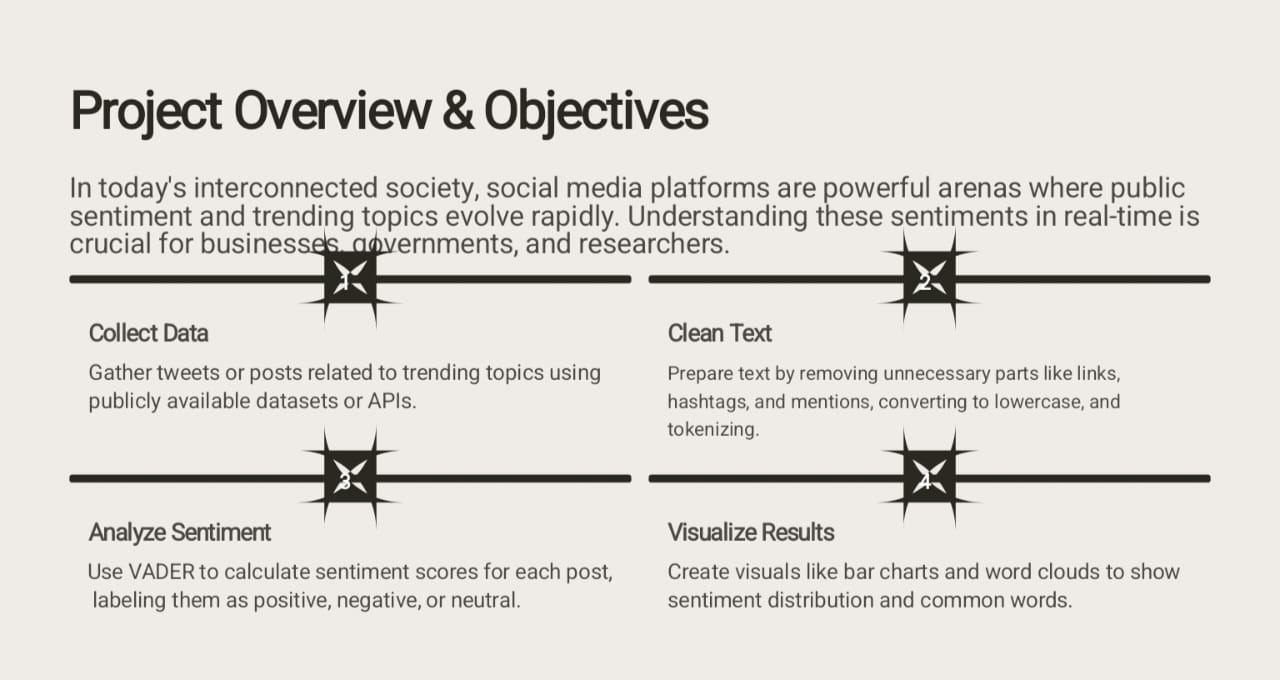 Project Overview & Objectives
In today's interconnected society, social media platforms are powerful arenas where public
sentiment and trending topics evolve rapidly. Understanding these sentiments in real-time is
crucial for businesses, governments, and researchers.
1
Collect Data
Gather tweets or posts related to trending topics using
publicly available datasets or APIs.
2
Clean Text
Prepare text by removing unnecessary parts like links,
hashtags, and mentions, converting to lowercase, and
tokenizing.
3
Analyze Sentiment
Use VADER to calculate sentiment scores for each post,
labeling them as positive, negative, or neutral.
4
Visualize Results
Create visuals like bar charts and word clouds to show
sentiment distribution and common words.